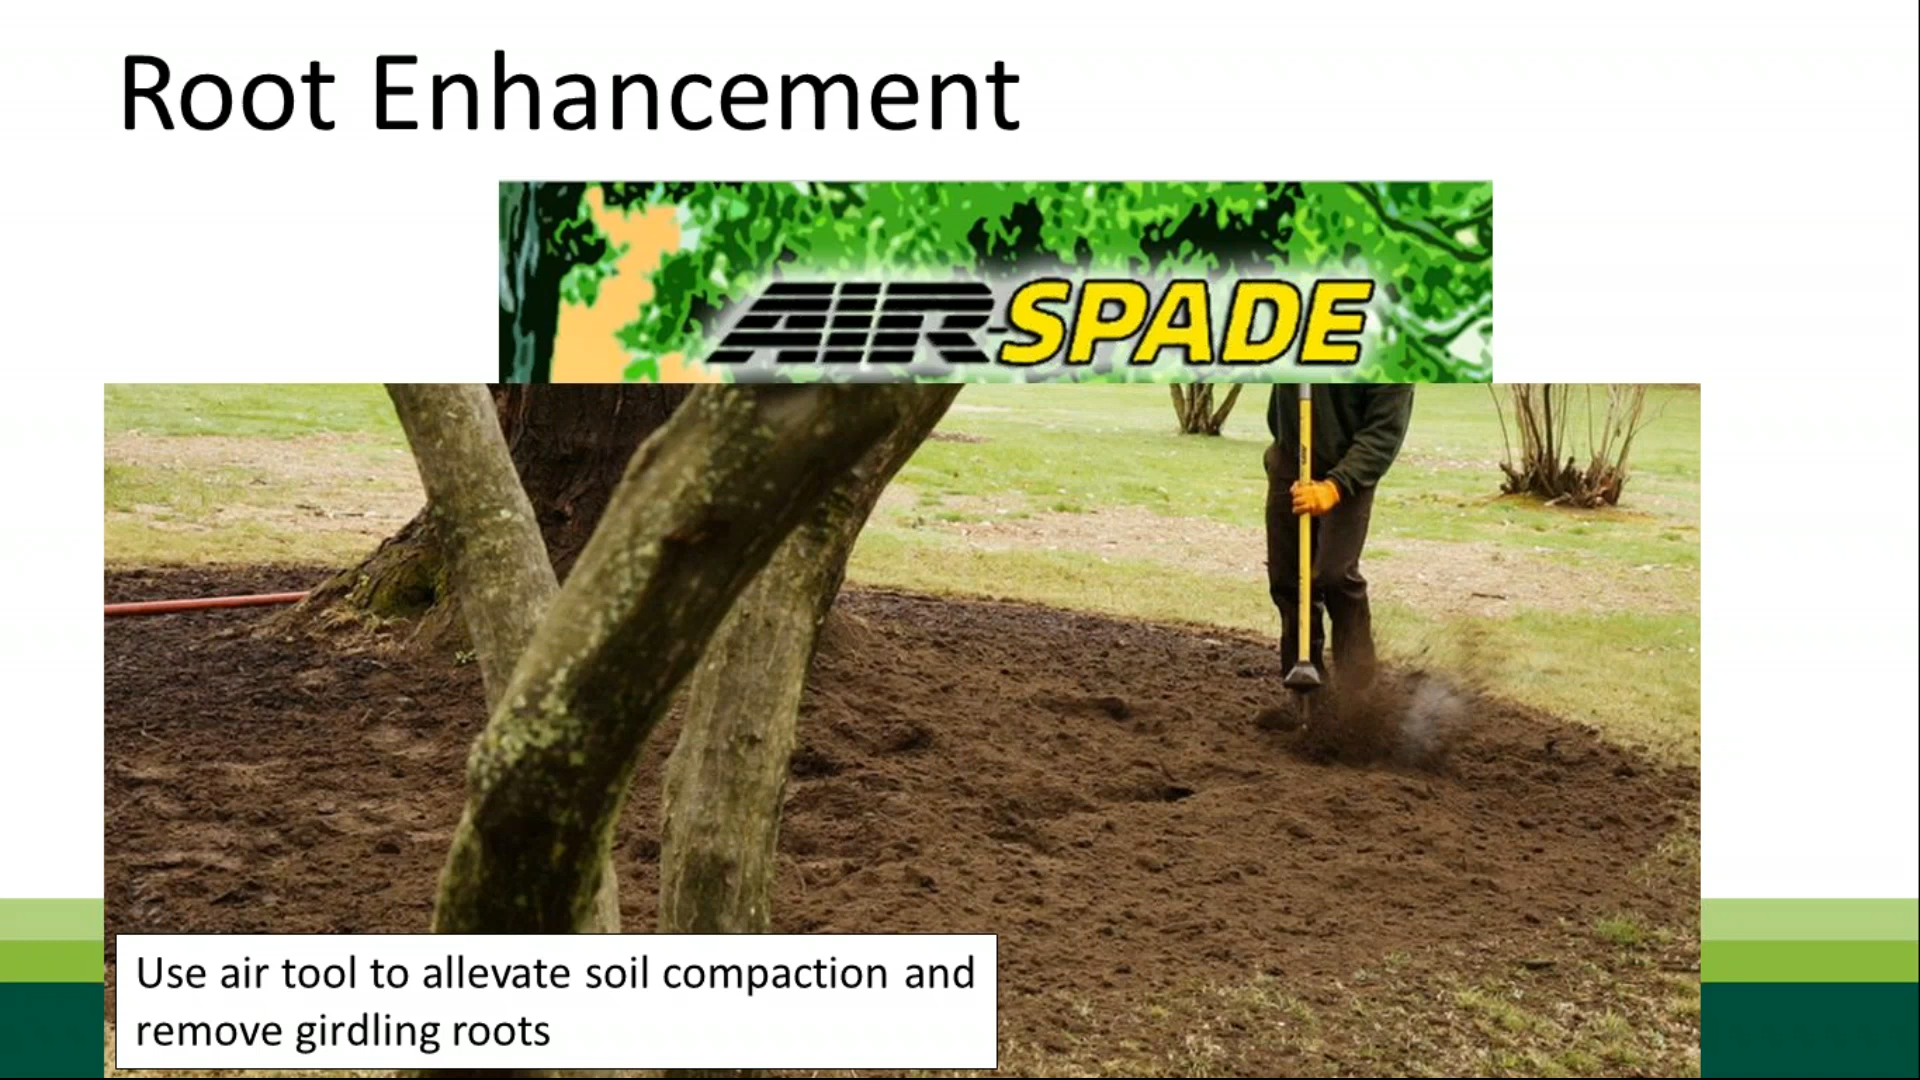 Root Enhancement
AIR-SPADE
Use air tool to allevate soil compaction and
remove girdling roots